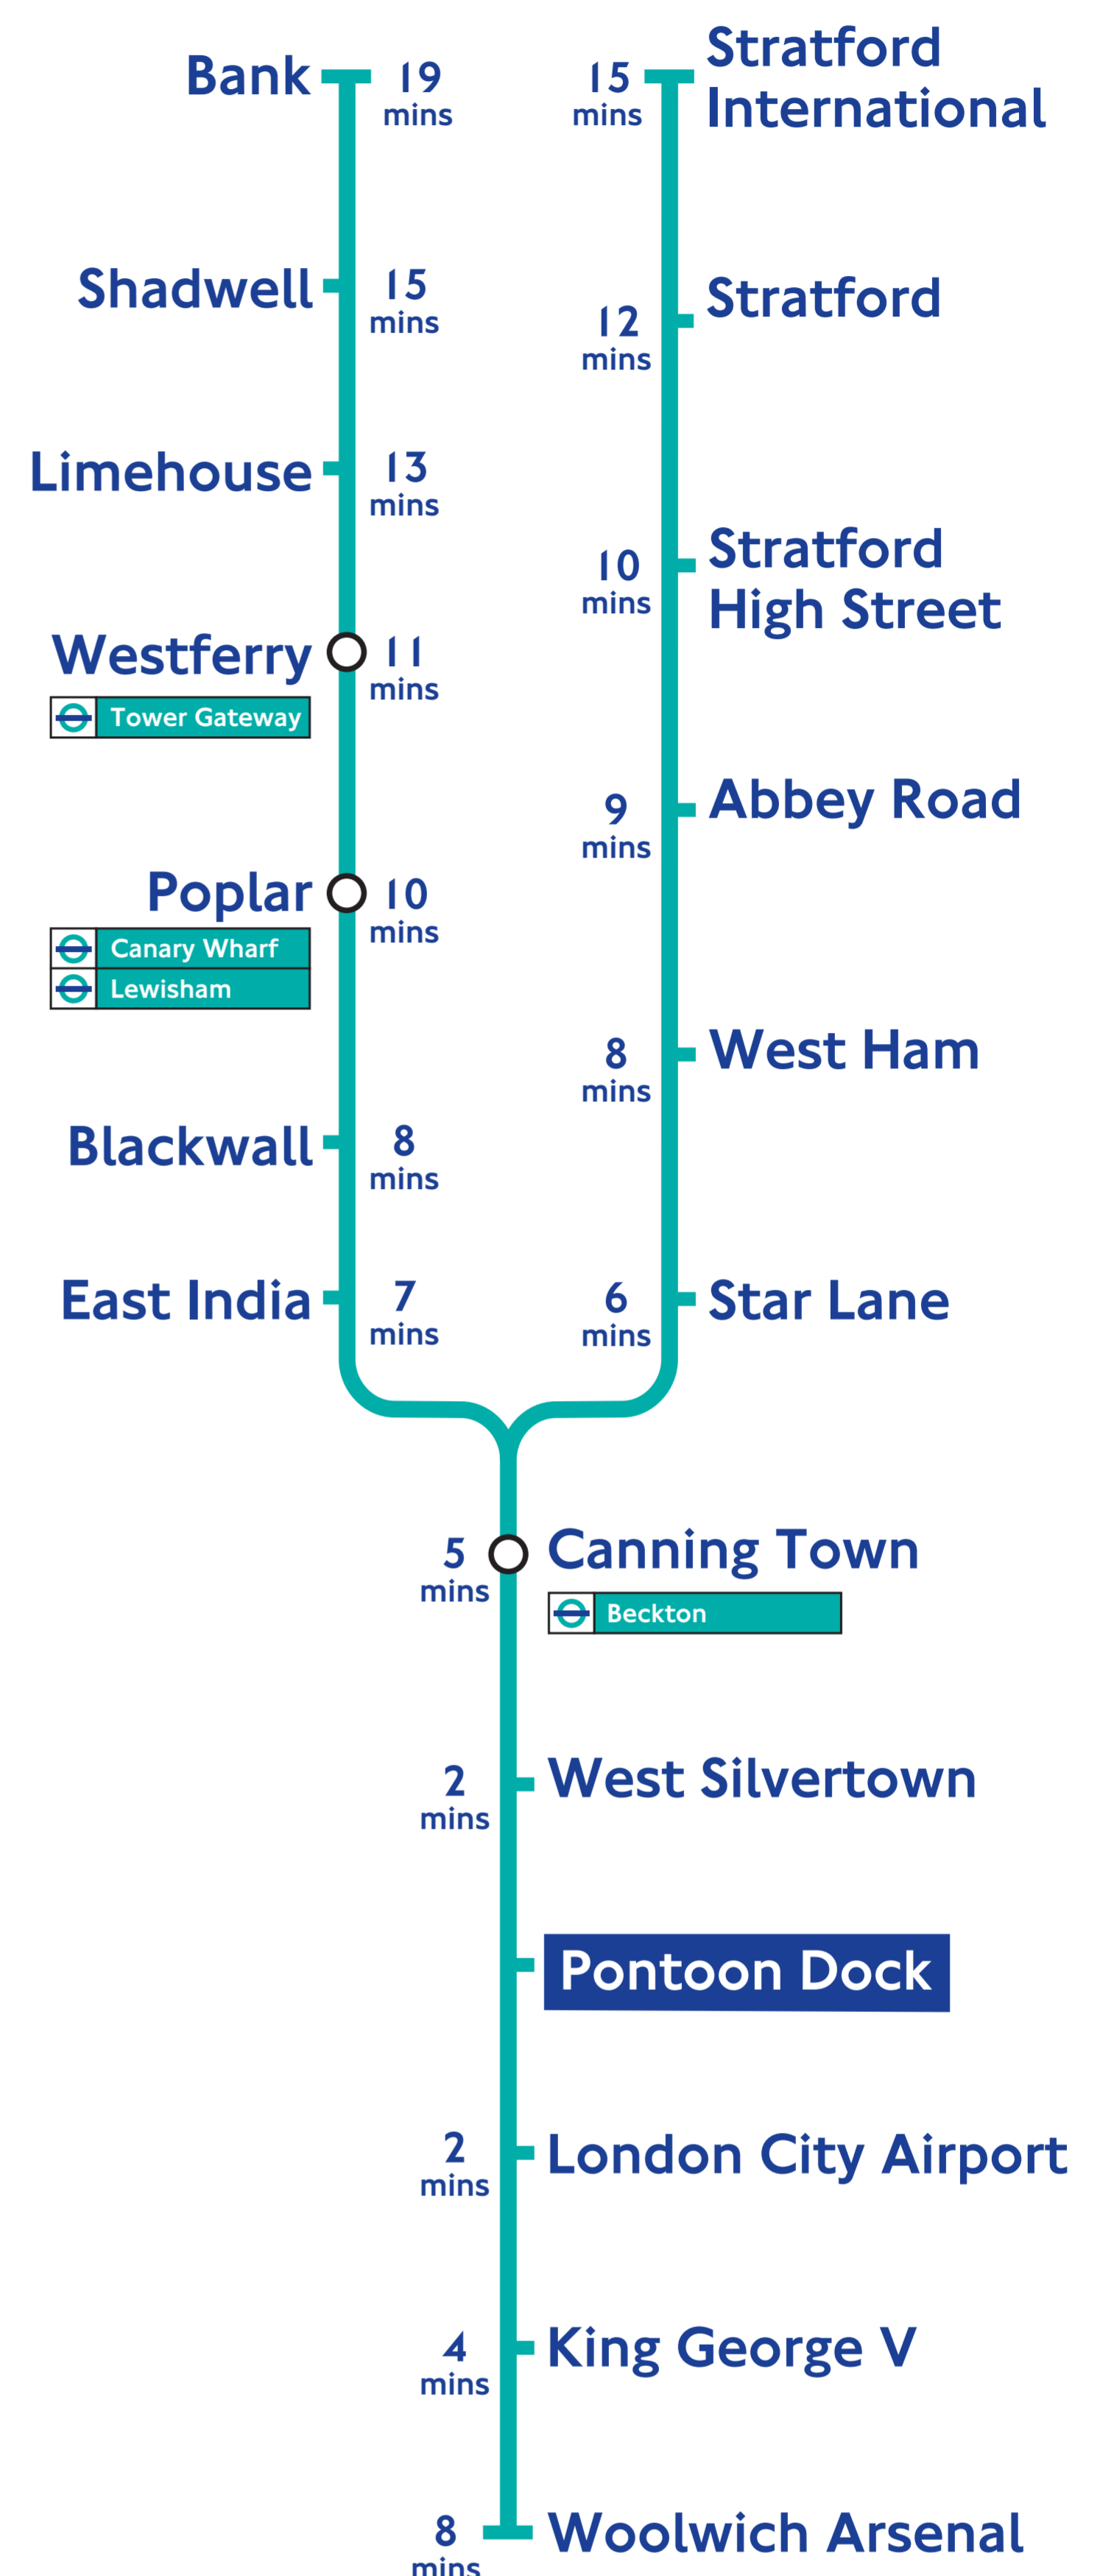 Bank
19
mins
Shadwell
15
mins
Limehouse
13
mins
Westferry
11
mins
Tower Gateway
Poplar
10
mins
Canary Wharf
Lewisham
Blackwall
8
mins
East India
7
mins
15
mins
Stratford
International
12
mins
Stratford
10
mins
Stratford
High Street
9
mins
Abbey Road
8
mins
West Ham
6
mins
Star Lane
5
mins
Canning Town
Beckton
2
mins
West Silvertown
Pontoon Dock
2
mins
London City Airport
4
mins
King George V
8
mins
Woolwich Arsenal